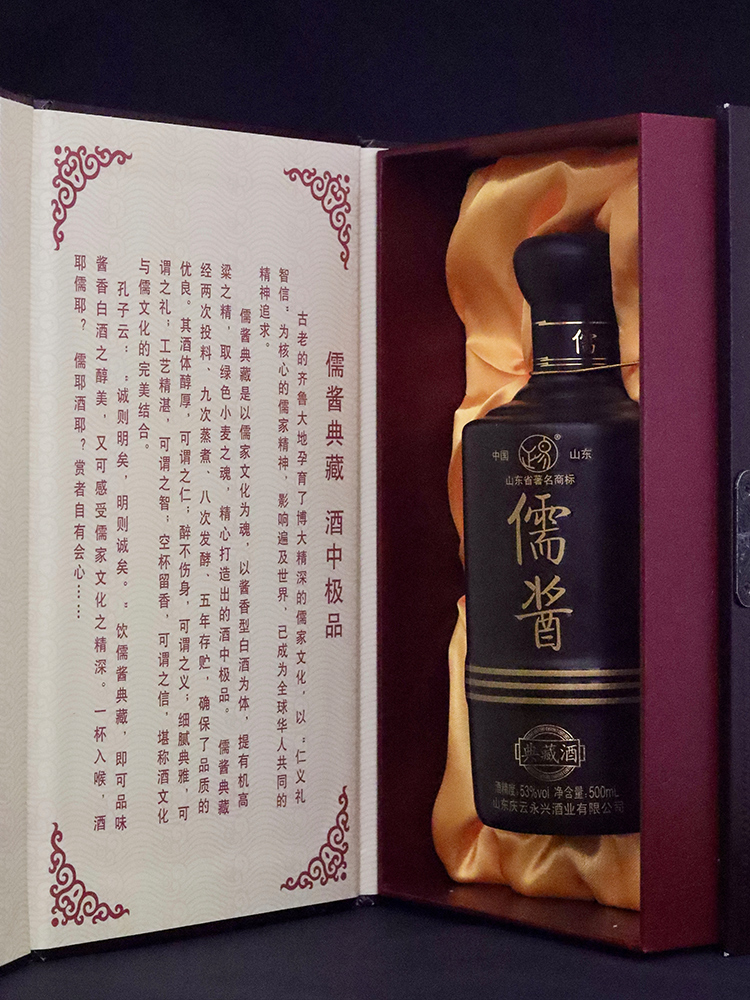 儒酱典藏 酒中极品
古老的齐鲁大地孕育了博大精深的儒家文化，以“仁义礼
智信”为核心的儒家精神，影响遍及世界、已成为全球华人共同的
精神追求。
儒酱典藏是以儒家文化为魂，以酱香型白酒为体，提有机高
粱之精，取绿色小麦之魂，精心打造出的酒中极品。儒酱典藏
经两次投料、九次蒸煮、八次发酵、五年存贮，确保了品质的
优良。其酒体醇厚，可谓之仁；醉不伤身，可谓之义；细腻典雅，可
谓之礼；工艺精湛，可谓之智；空杯留香，可谓之信，堪称酒文化
与儒文化的完美结合。
孔子云：“诚则明矣，明则诚矣。”饮儒酱典藏，即可品味
酱香白酒之醇美，又可感受儒家文化之精深。一杯入喉，酒
耶儒耶？儒耶酒耶？赏者自有会心……
儒
中国 ® 山东
山东省著名商标
儒酱
典藏酒
酒精度:53%vol 净含量:500mL
山东庆云永兴酒业有限公司